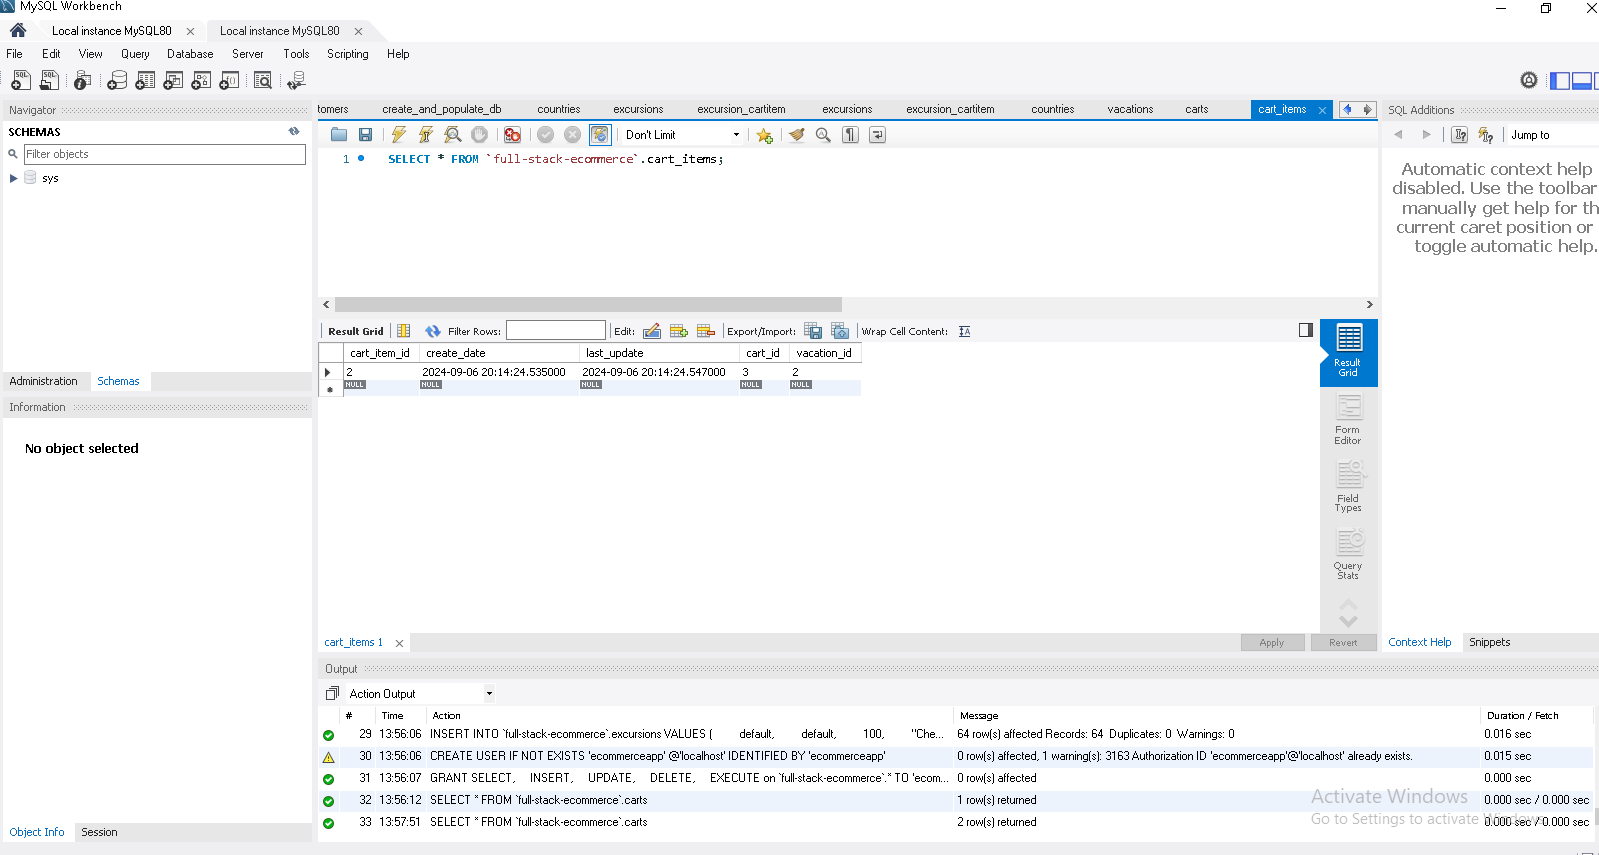 MySQL Workbench
Local instance MySQL80 Local instance MySQL80
File Edit View Query Database Server Tools Scripting Help
Navigator
SCHEMAS
Filter objects
sys
Administration Schemas
Information
No object selected
Object Info Session
tomers create_and_populate_db countries excursions excursion_cartitem excursions excursion_cartitem countries vacations carts cart_items
Don't Limit
1 SELECT * FROM `full-stack-ecommerce`.cart_items;
Result Grid Filter Rows: Edit: Export/Import: Wrap Cell Content:
cart_item_id create_date last_update cart_id vacation_id
2 2024-09-06 20:14:24.535000 2024-09-06 20:14:24.547000 3 2
NULL NULL NULL NULL NULL
Result
Grid
Form
Editor
Field
Types
Query
Stats
cart_items 1
Apply Revert
SQL Additions
Jump to
Automatic context help
disabled. Use the toolbar
manually get help for th
current caret position or
toggle automatic help.
Context Help Snippets
Output
Action Output
# Time Action Message Duration / Fetch
29 13:56:06 INSERT INTO `full-stack-ecommerce`.excursions VALUES ( default, default, 100, "Che... 64 row(s) affected Records: 64 Duplicates: 0 Warnings: 0 0.016 sec
30 13:56:06 CREATE USER IF NOT EXISTS 'ecommerceapp' @'localhost' IDENTIFIED BY 'ecommerceapp' 0 row(s) affected, 1 warning(s): 3163 Authorization ID 'ecommerceapp'@'localhost' already exists. 0.015 sec
31 13:56:07 GRANT SELECT, INSERT, UPDATE, DELETE, EXECUTE on `full-stack-ecommerce`.* TO 'ecom... 0 row(s) affected 0.000 sec
32 13:56:12 SELECT * FROM `full-stack-ecommerce`.carts 1 row(s) returned 0.000 sec / 0.000 sec
33 13:57:51 SELECT * FROM `full-stack-ecommerce`.carts 2 row(s) returned 0.000 sec / 0.000 sec
Activate Windows
Go to Settings to activate Windows.